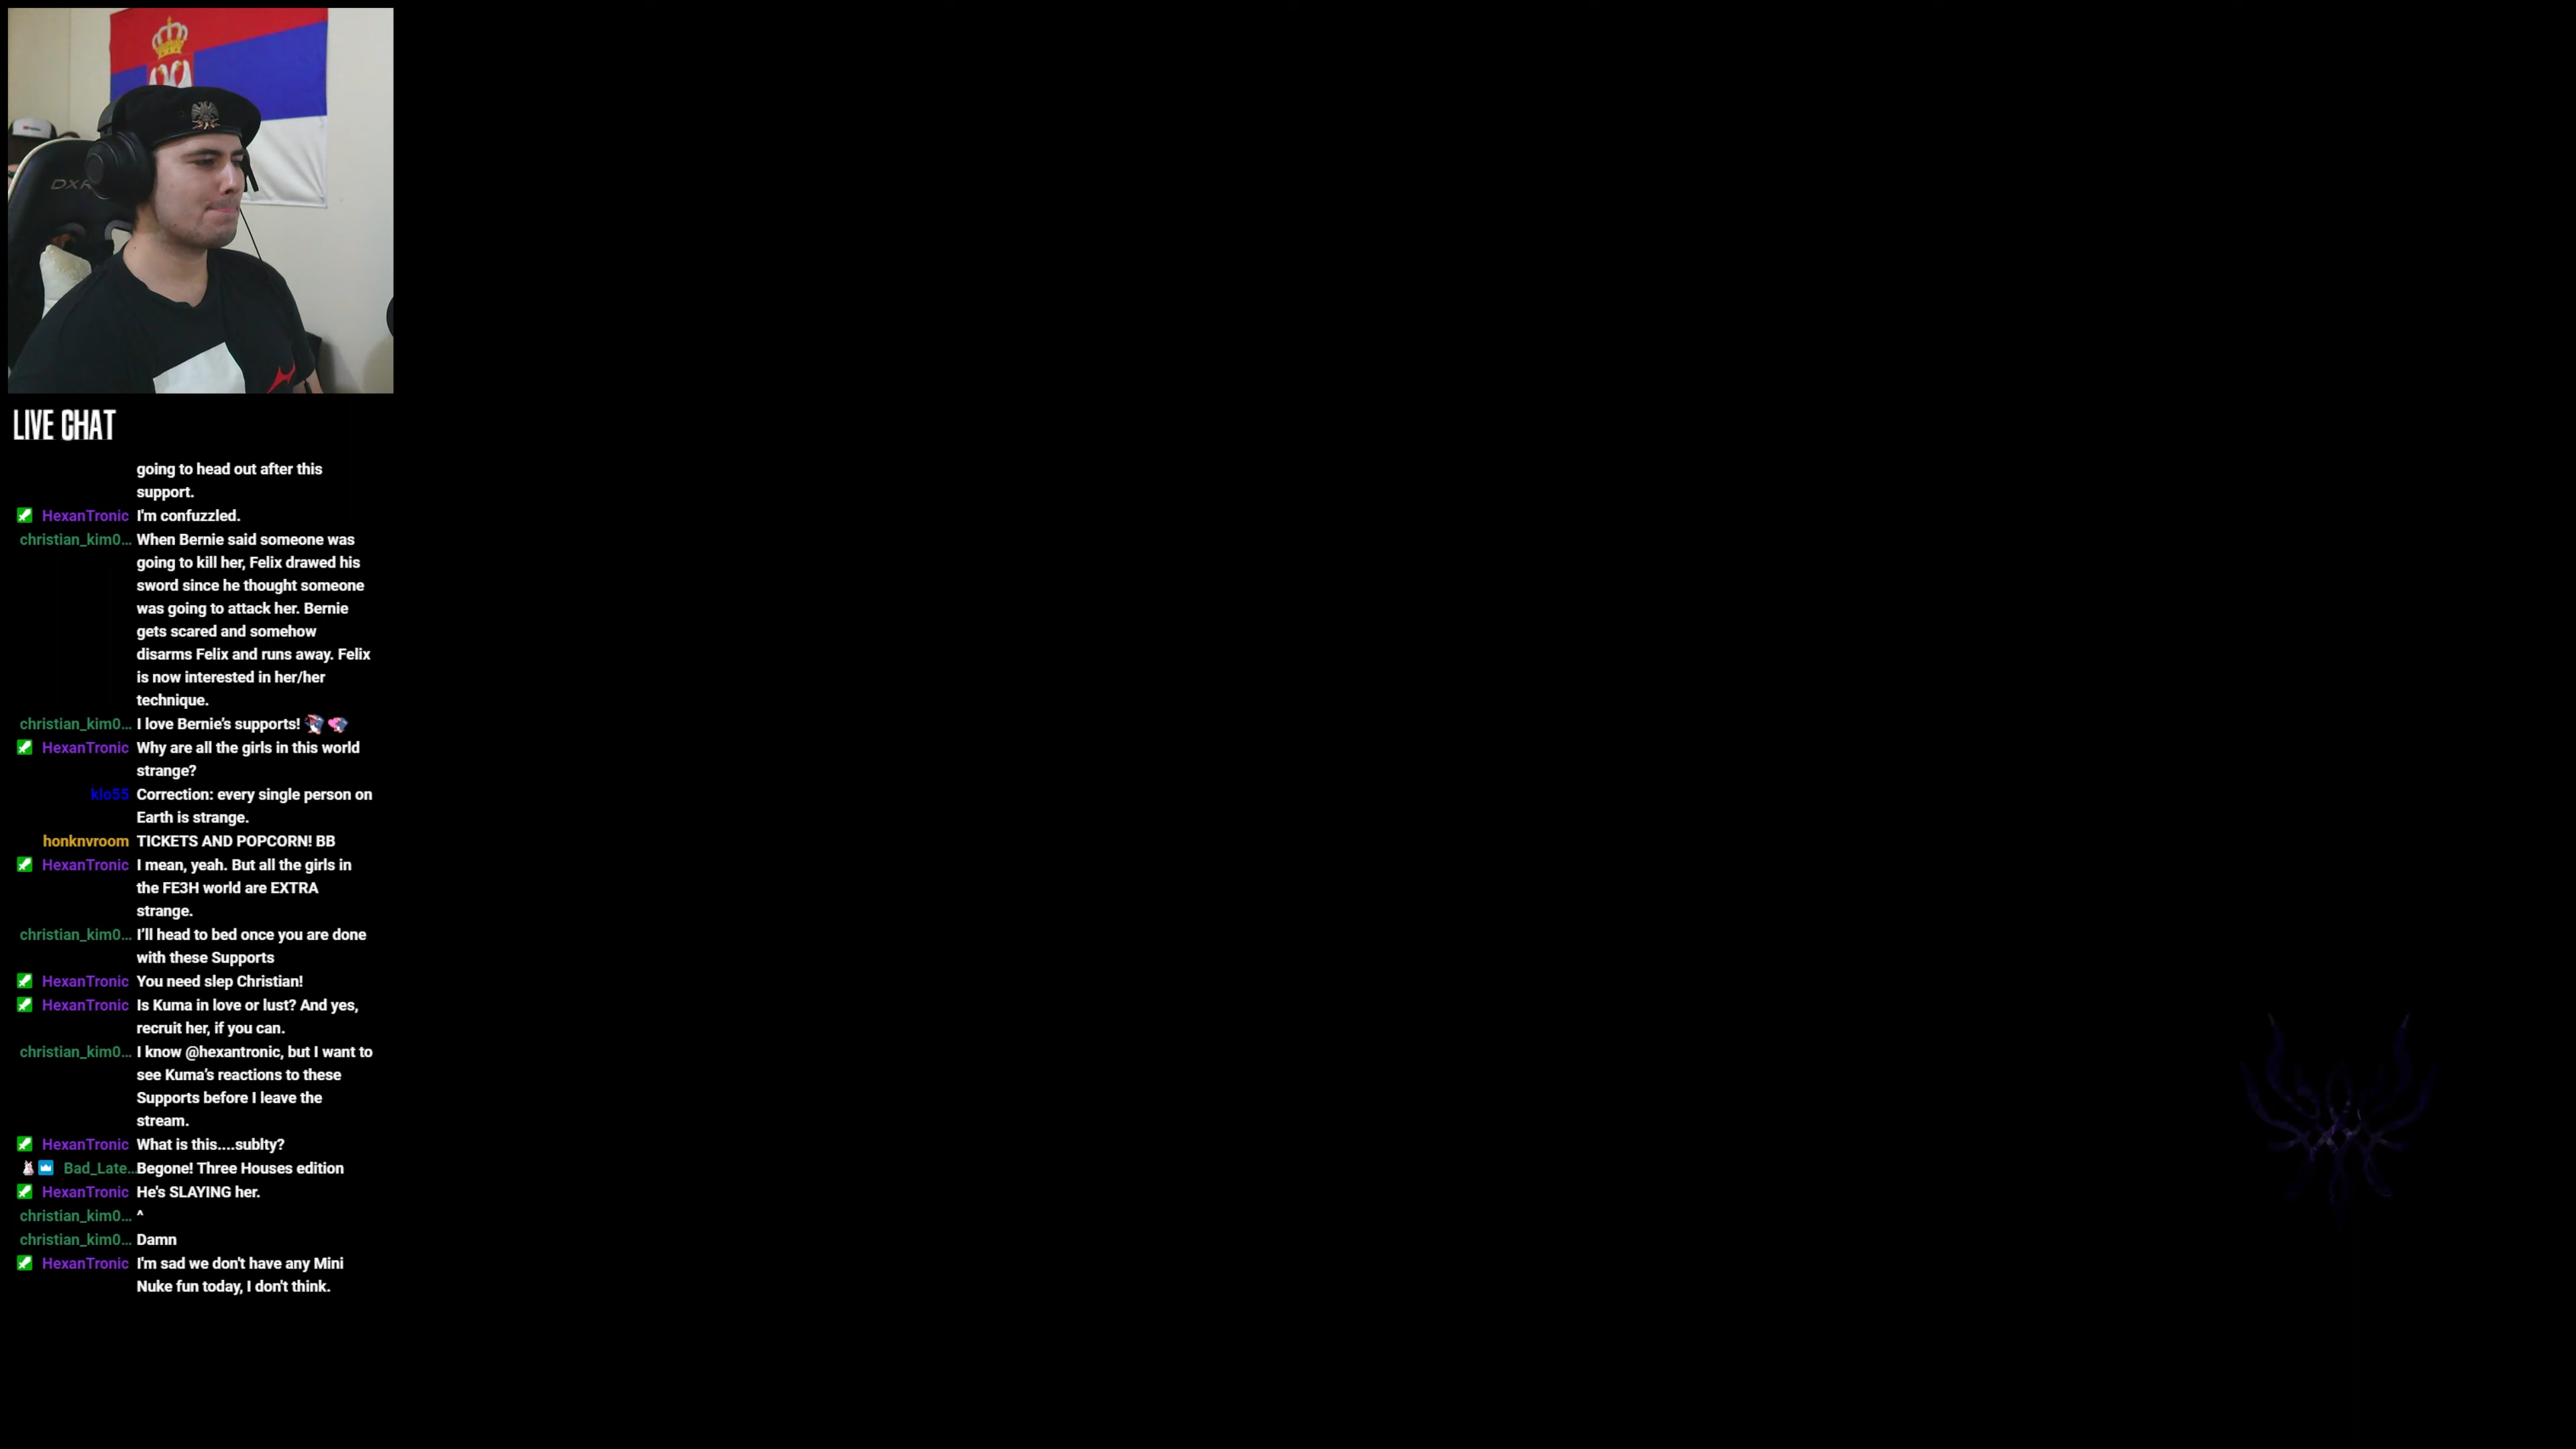 DXR
LIVE CHAT
going to head out after this
support.
HexanTronic I'm confuzzled.
christian_kim0... When Bernie said someone was
going to kill her, Felix drawed his
sword since he thought someone
was going to attack her. Bernie
gets scared and somehow
disarms Felix and runs away. Felix
is now interested in her/her
technique.
christian_kim0... I love Bernie’s supports!
HexanTronic Why are all the girls in this world
strange?
klo55 Correction: every single person on
Earth is strange.
honknvroom TICKETS AND POPCORN! BB
HexanTronic I mean, yeah. But all the girls in
the FE3H world are EXTRA
strange.
christian_kim0... I’ll head to bed once you are done
with these Supports
HexanTronic You need slep Christian!
HexanTronic Is Kuma in love or lust? And yes,
recruit her, if you can.
christian_kim0... I know @hexantronic, but I want to
see Kuma’s reactions to these
Supports before I leave the
stream.
HexanTronic What is this....sublty?
Bad_Late... Begone! Three Houses edition
HexanTronic He's SLAYING her.
christian_kim0... ^
christian_kim0... Damn
HexanTronic I'm sad we don't have any Mini
Nuke fun today, I don't think.